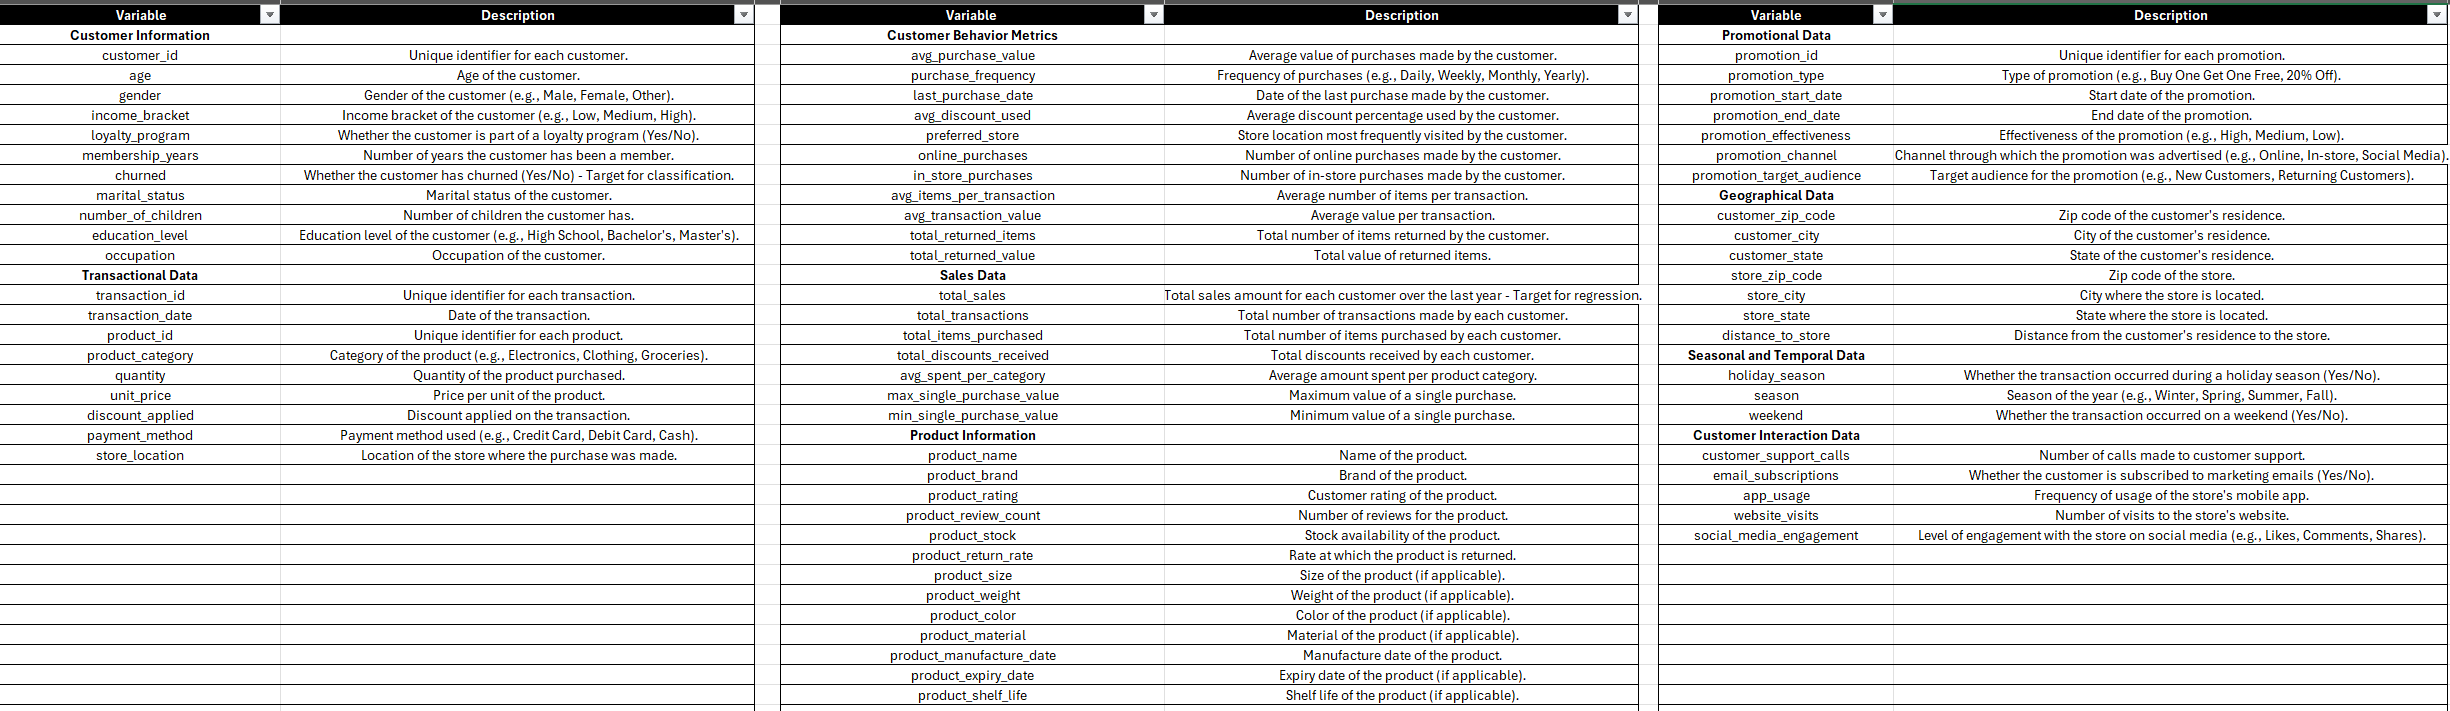 Variable Description
Customer Information
customer_id Unique identifier for each customer.
age Age of the customer.
gender Gender of the customer (e.g., Male, Female, Other).
income_bracket Income bracket of the customer (e.g., Low, Medium, High).
loyalty_program Whether the customer is part of a loyalty program (Yes/No).
membership_years Number of years the customer has been a member.
churned Whether the customer has churned (Yes/No) - Target for classification.
marital_status Marital status of the customer.
number_of_children Number of children the customer has.
education_level Education level of the customer (e.g., High School, Bachelor's, Master's).
occupation Occupation of the customer.
Transactional Data
transaction_id Unique identifier for each transaction.
transaction_date Date of the transaction.
product_id Unique identifier for each product.
product_category Category of the product (e.g., Electronics, Clothing, Groceries).
quantity Quantity of the product purchased.
unit_price Price per unit of the product.
discount_applied Discount applied on the transaction.
payment_method Payment method used (e.g., Credit Card, Debit Card, Cash).
store_location Location of the store where the purchase was made.
Variable Description
Customer Behavior Metrics
avg_purchase_value Average value of purchases made by the customer.
purchase_frequency Frequency of purchases (e.g., Daily, Weekly, Monthly, Yearly).
last_purchase_date Date of the last purchase made by the customer.
avg_discount_used Average discount percentage used by the customer.
preferred_store Store location most frequently visited by the customer.
online_purchases Number of online purchases made by the customer.
in_store_purchases Number of in-store purchases made by the customer.
avg_items_per_transaction Average number of items per transaction.
avg_transaction_value Average value per transaction.
total_returned_items Total number of items returned by the customer.
total_returned_value Total value of returned items.
Sales Data
total_sales Total sales amount for each customer over the last year - Target for regression.
total_transactions Total number of transactions made by each customer.
total_items_purchased Total number of items purchased by each customer.
total_discounts_received Total discounts received by each customer.
avg_spent_per_category Average amount spent per product category.
max_single_purchase_value Maximum value of a single purchase.
min_single_purchase_value Minimum value of a single purchase.
Product Information
product_name Name of the product.
product_brand Brand of the product.
product_rating Customer rating of the product.
product_review_count Number of reviews for the product.
product_stock Stock availability of the product.
product_return_rate Rate at which the product is returned.
product_size Size of the product (if applicable).
product_weight Weight of the product (if applicable).
product_color Color of the product (if applicable).
product_material Material of the product (if applicable).
product_manufacture_date Manufacture date of the product.
product_expiry_date Expiry date of the product (if applicable).
product_shelf_life Shelf life of the product (if applicable).
Variable Description
Promotional Data
promotion_id Unique identifier for each promotion.
promotion_type Type of promotion (e.g., Buy One Get One Free, 20% Off).
promotion_start_date Start date of the promotion.
promotion_end_date End date of the promotion.
promotion_effectiveness Effectiveness of the promotion (e.g., High, Medium, Low).
promotion_channel Channel through which the promotion was advertised (e.g., Online, In-store, Social Media).
promotion_target_audience Target audience for the promotion (e.g., New Customers, Returning Customers).
Geographical Data
customer_zip_code Zip code of the customer's residence.
customer_city City of the customer's residence.
customer_state State of the customer's residence.
store_zip_code Zip code of the store.
store_city City where the store is located.
store_state State where the store is located.
distance_to_store Distance from the customer's residence to the store.
Seasonal and Temporal Data
holiday_season Whether the transaction occurred during a holiday season (Yes/No).
season Season of the year (e.g., Winter, Spring, Summer, Fall).
weekend Whether the transaction occurred on a weekend (Yes/No).
Customer Interaction Data
customer_support_calls Number of calls made to customer support.
email_subscriptions Whether the customer is subscribed to marketing emails (Yes/No).
app_usage Frequency of usage of the store's mobile app.
website_visits Number of visits to the store's website.
social_media_engagement Level of engagement with the store on social media (e.g., Likes, Comments, Shares).